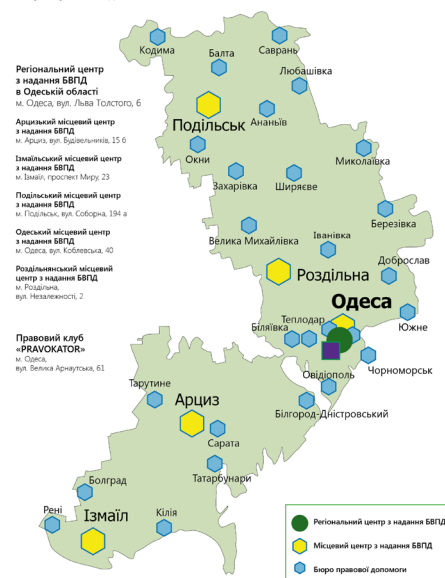 Кодима
Балта
Саврань
Любашівка
Регіональний центр
з надання БВПД
в Одеській області
м. Одеса, вул. Льва Толстого, 6
Арцизький місцевий центр
з надання БВПД
м. Арциз, вул. Будівельників, 15 б
Ізмаїльський місцевий центр
з надання БВПД
м. Ізмаїл, проспект Миру, 23
Подільський місцевий центр
з надання БВПД
м. Подільськ, вул. Соборна, 194 а
Одеський місцевий центр
з надання БВПД
м. Одеса, вул. Коблевська, 40
Роздільнянський місцевий
центр з надання БВПД
м. Роздільна,
вул. Незалежності, 2
Правовий клуб
«PRAVOKATOR»
м. Одеса,
вул. Велика Арнаутська, 61
Подільськ
Ананьїв
Окни
Миколаївка
Захарівка
Ширяєве
Березівка
Велика Михайлівка
Іванівка
Доброслав
Роздільна
Одеса
Теплодар
Южне
Біляївка
Чорноморськ
Овідіополь
Тарутине
Арциз
Білгород-Дністровський
Сарата
Татарбунари
Болград
Рені
Ізмаїл
Кілія
Регіональний центр з надання БВПД
Місцевий центр з надання БВПД
Бюро правової допомоги